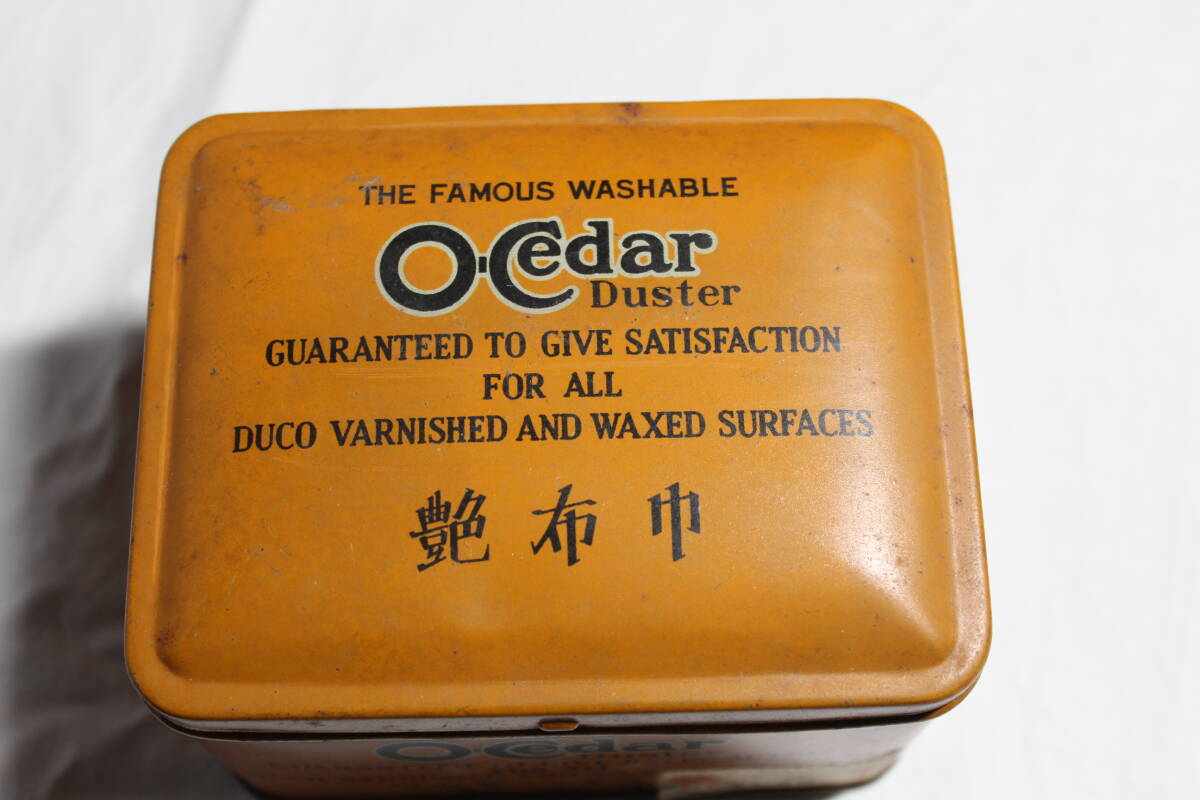 THE FAMOUS WASHABLE
O-Cedar
Duster
GUARANTEED TO GIVE SATISFACTION
FOR ALL
DUCO VARNISHED AND WAXED SURFACES
艶布巾
O-Cedar